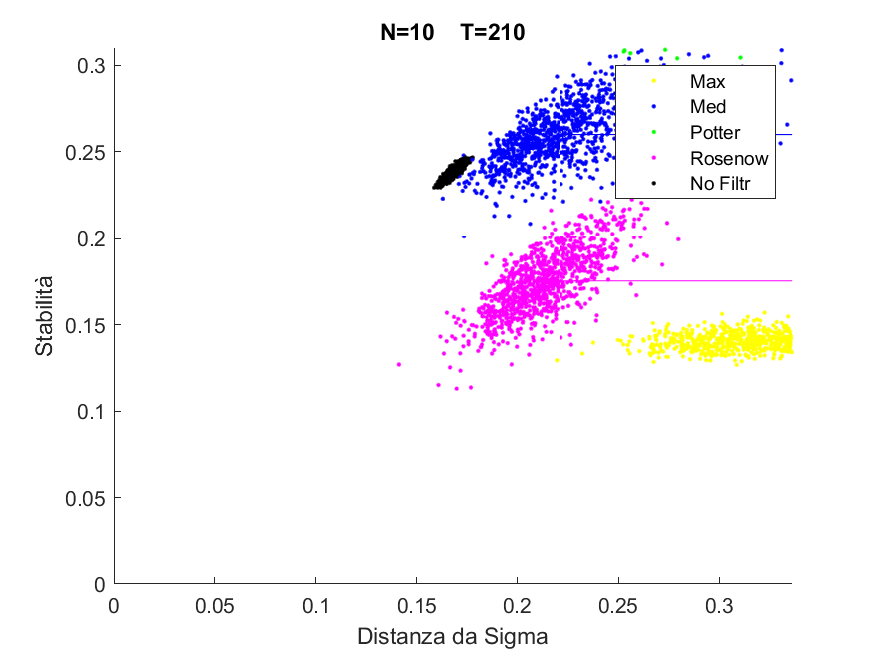 N=10 T=210
0.3
0.25
0.2
0.15
0.1
0.05
0
Stabilità
Max
Med
Potter
Rosenow
No Filtr
0 0.05 0.1 0.15 0.2 0.25 0.3
Distanza da Sigma